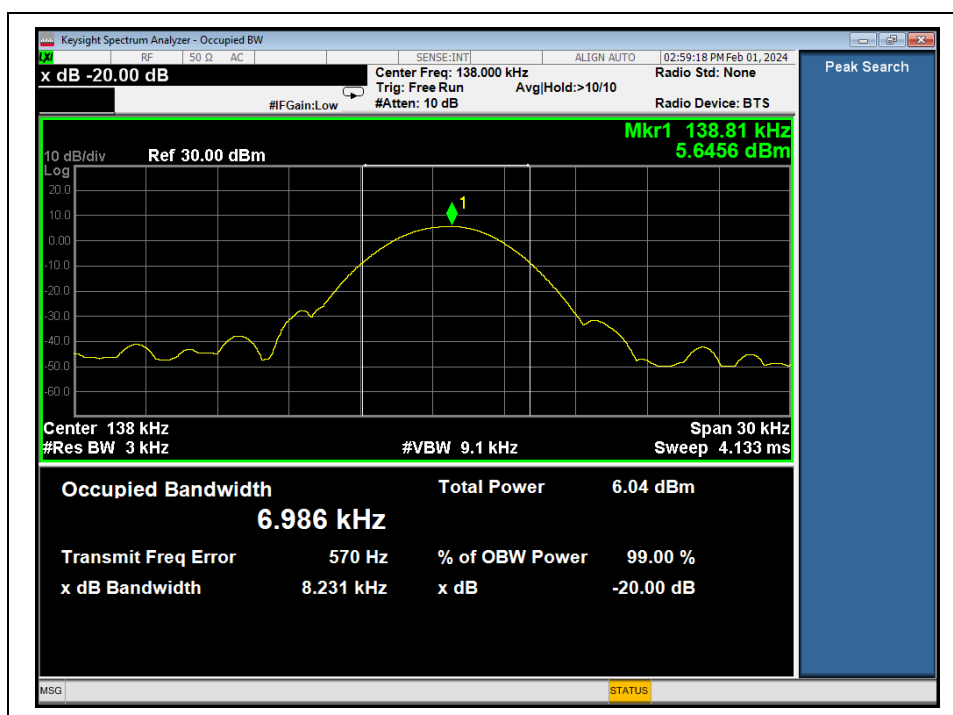 Keysight Spectrum Analyzer - Occupied BW
LXI RF 50 Ω AC SENSE:INT ALIGN AUTO 02:59:18 PM Feb 01, 2024
x dB -20.00 dB
Center Freq: 138.000 kHz Radio Std: None
Trig: Free Run Avg|Hold:>10/10
#IFGain:Low #Atten: 10 dB Radio Device: BTS
Peak Search
Mkr1 138.81 kHz
5.6456 dBm
10 dB/div Ref 30.00 dBm
Log
20.0
10.0
0.00
-10.0
-20.0
-30.0
-40.0
-50.0
-60.0
1
Center 138 kHz Span 30 kHz
#Res BW 3 kHz #VBW 9.1 kHz Sweep 4.133 ms
Occupied Bandwidth Total Power 6.04 dBm
6.986 kHz
Transmit Freq Error 570 Hz % of OBW Power 99.00 %
x dB Bandwidth 8.231 kHz x dB -20.00 dB
MSG STATUS